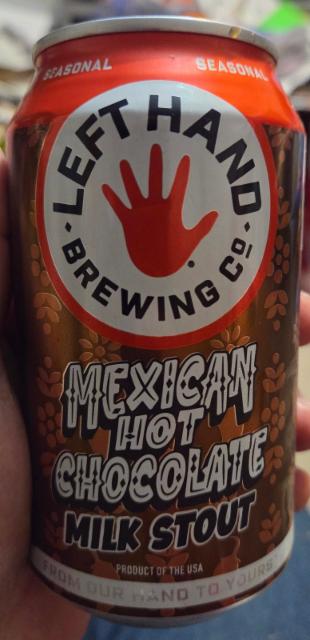 SEASONAL SEASONAL
LEFT HAND
BREWING Co.
MEXICAN
HOT
CHOCOLATE
MILK STOUT
PRODUCT OF THE USA
FROM OUR HAND TO YOURS